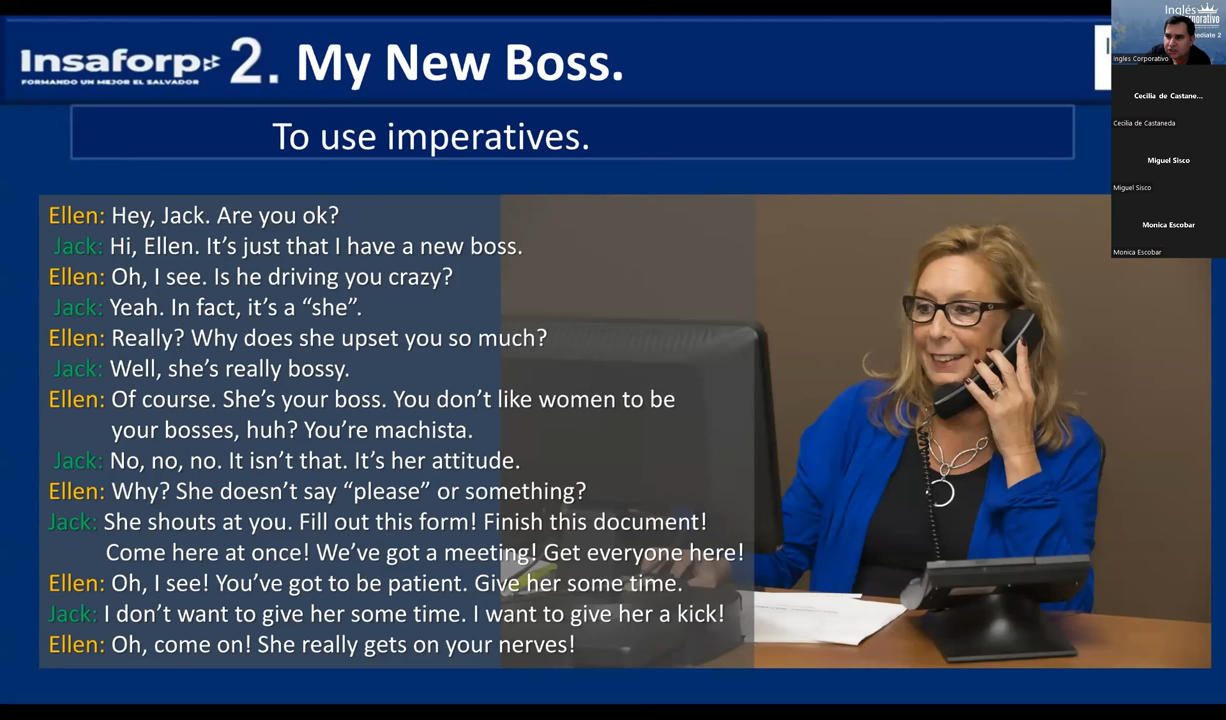 Insaforp
FORMANDO UN MEJOR EL SALVADOR
2. My New Boss.
To use imperatives.
Ellen: Hey, Jack. Are you ok?
Jack: Hi, Ellen. It’s just that I have a new boss.
Ellen: Oh, I see. Is he driving you crazy?
Jack: Yeah. In fact, it’s a “she”.
Ellen: Really? Why does she upset you so much?
Jack: Well, she’s really bossy.
Ellen: Of course. She’s your boss. You don’t like women to be
your bosses, huh? You’re machista.
Jack: No, no, no. It isn’t that. It’s her attitude.
Ellen: Why? She doesn’t say “please” or something?
Jack: She shouts at you. Fill out this form! Finish this document!
Come here at once! We’ve got a meeting! Get everyone here!
Ellen: Oh, I see! You’ve got to be patient. Give her some time.
Jack: I don’t want to give her some time. I want to give her a kick!
Ellen: Oh, come on! She really gets on your nerves!
Inglés
Ingles Corporativo
Cecilia de Castane...
Cecilia de Castaneda
Miguel Sisco
Miguel Sisco
Monica Escobar
Monica Escobar